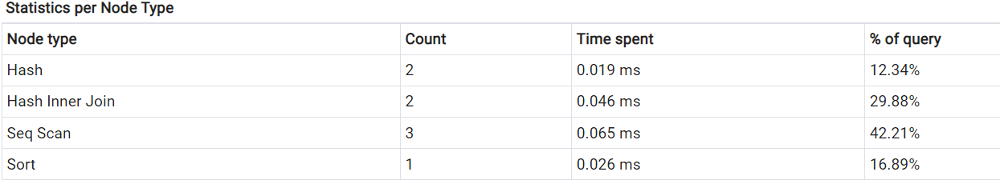 Statistics per Node Type
Node type Count Time spent % of query
Hash 2 0.019 ms 12.34%
Hash Inner Join 2 0.046 ms 29.88%
Seq Scan 3 0.065 ms 42.21%
Sort 1 0.026 ms 16.89%